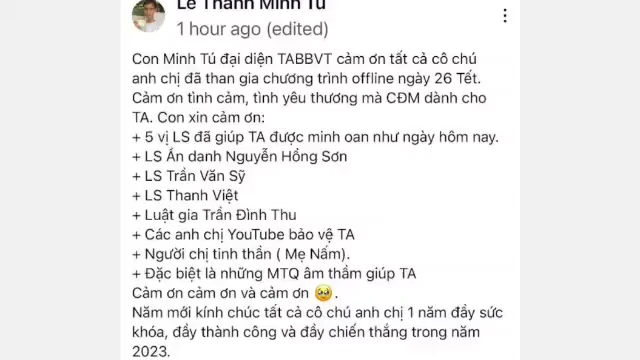 Lê Thanh Minh Tú
1 hour ago (edited)
Con Minh Tú đại diện TABBVT cảm ơn tất cả cô chú
anh chị đã than gia chương trình offline ngày 26 Tết.
Cảm ơn tình cảm, tình yêu thương mà CĐM dành cho
TA. Con xin cảm ơn:
+ 5 vị LS đã giúp TA được minh oan như ngày hôm nay.
+ LS Ẩn danh Nguyễn Hồng Sơn
+ LS Trần Văn Sỹ
+ LS Thanh Việt
+ Luật gia Trần Đình Thu
+ Các anh chị YouTube bảo vệ TA
+ Người chị tinh thần ( Mẹ Nấm).
+ Đặc biệt là những MTQ âm thầm giúp TA
Cảm ơn cảm ơn và cảm ơn 🥹.
Năm mới kính chúc tất cả cô chú anh chị 1 năm đầy sức
khóa, đầy thành công và đầy chiến thắng trong năm
2023.